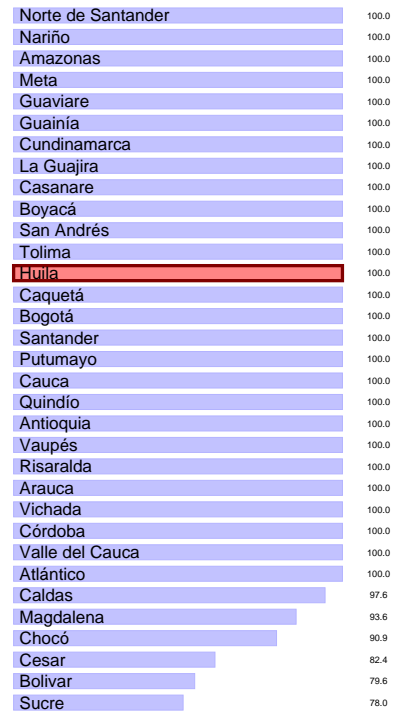 Norte de Santander 100.0
Nariño 100.0
Amazonas 100.0
Meta 100.0
Guaviare 100.0
Guainía 100.0
Cundinamarca 100.0
La Guajira 100.0
Casanare 100.0
Boyacá 100.0
San Andrés 100.0
Tolima 100.0
Huila 100.0
Caquetá 100.0
Bogotá 100.0
Santander 100.0
Putumayo 100.0
Cauca 100.0
Quindío 100.0
Antioquia 100.0
Vaupés 100.0
Risaralda 100.0
Arauca 100.0
Vichada 100.0
Córdoba 100.0
Valle del Cauca 100.0
Atlántico 100.0
Caldas 97.6
Magdalena 93.6
Chocó 90.9
Cesar 82.4
Bolivar 79.6
Sucre 78.0